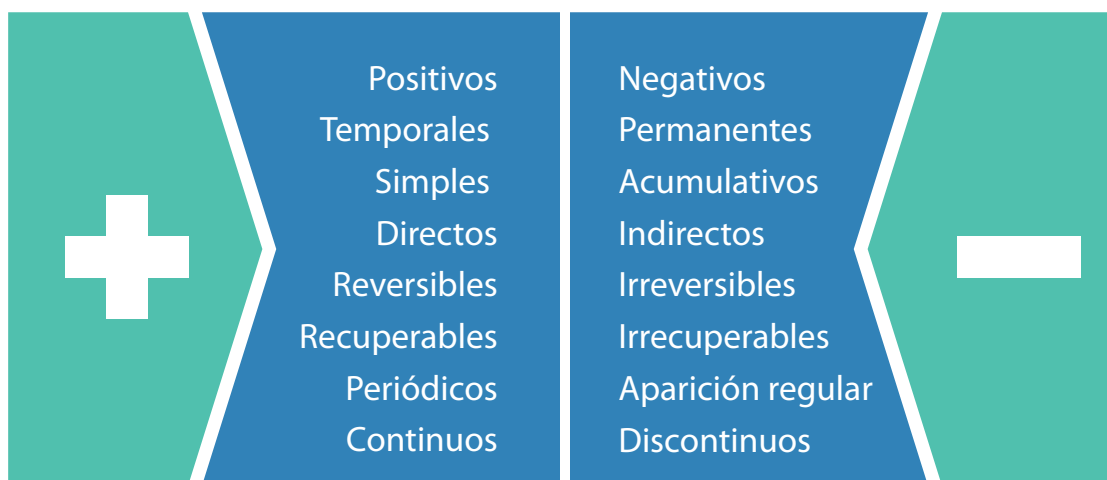 Positivos
Temporales
Simples
Directos
Reversibles
Recuperables
Periódicos
Continuos
Negativos
Permanentes
Acumulativos
Indirectos
Irreversibles
Irrecuperables
Aparición regular
Discontinuos